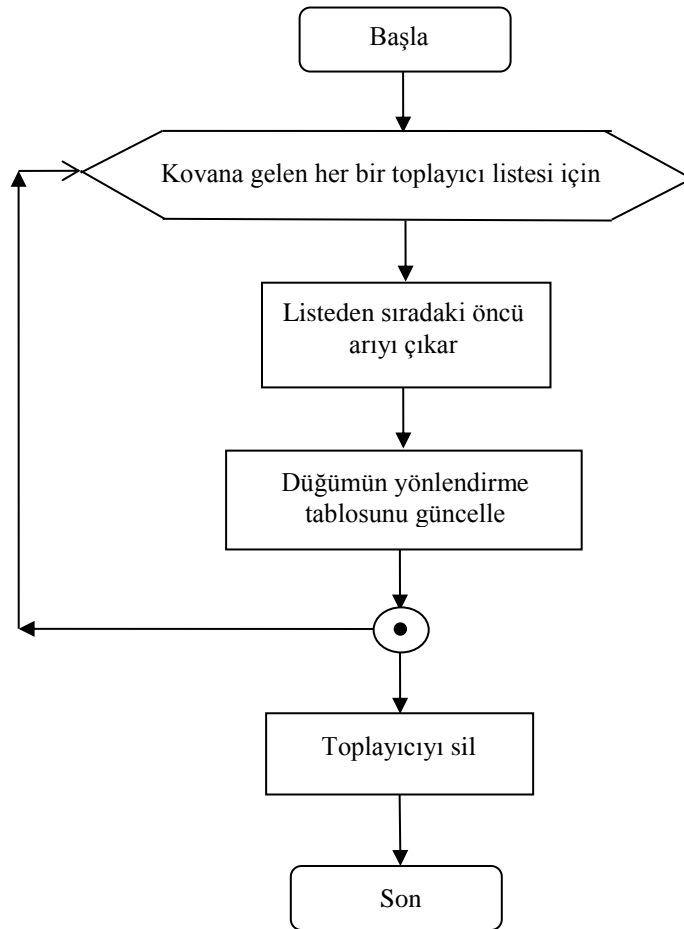 Başla
Kovana gelen her bir toplayıcı listesi için
Listeden sıradaki öncü
arıyı çıkar
Düğümün yönlendirme
tablosunu güncelle
Toplayıcıyı sil
Son